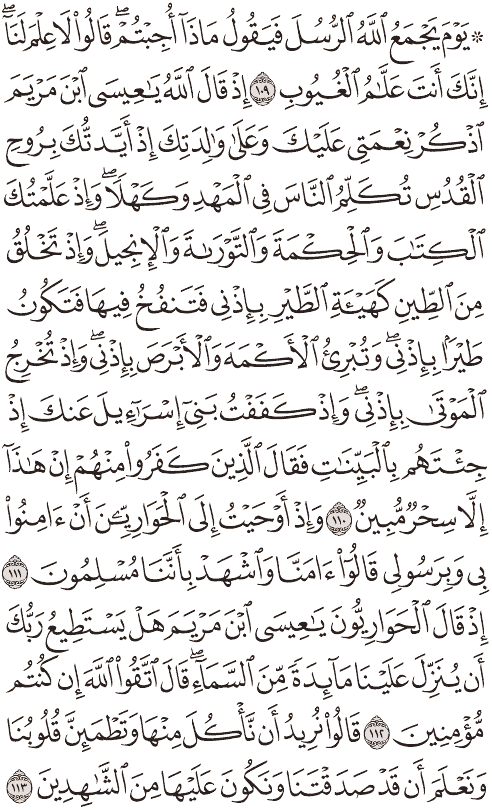 ۞ يَوْمَ يَجْمَعُ ٱللَّهُ ٱلرُّسُلَ فَيَقُولُ مَاذَآ أُجِبْتُمْ ۖ قَالُوا۟ لَا عِلْمَ لَنَآ ۖ
إِنَّكَ أَنتَ عَلَّـٰمُ ٱلْغُيُوبِ ١٠٩ إِذْ قَالَ ٱللَّهُ يَـٰعِيسَى ٱبْنَ مَرْيَمَ
ٱذْكُرْ نِعْمَتِى عَلَيْكَ وَعَلَىٰ وَٰلِدَتِكَ إِذْ أَيَّدتُّكَ بِرُوحِ
ٱلْقُدُسِ تُكَلِّمُ ٱلنَّاسَ فِى ٱلْمَهْدِ وَكَهْلًا ۖ وَإِذْ عَلَّمْتُكَ
ٱلْكِتَـٰبَ وَٱلْحِكْمَةَ وَٱلتَّوْرَىٰةَ وَٱلْإِنجِيلَ ۖ وَإِذْ تَخْلُقُ
مِنَ ٱلطِّينِ كَهَيْـَٔةِ ٱلطَّيْرِ بِإِذْنِى فَتَنفُخُ فِيهَا فَتَكُونُ
طَيْرًۢا بِإِذْنِى ۖ وَتُبْرِئُ ٱلْأَكْمَهَ وَٱلْأَبْرَصَ بِإِذْنِى ۖ وَإِذْ تُخْرِجُ
ٱلْمَوْتَىٰ بِإِذْنِى ۖ وَإِذْ كَفَفْتُ بَنِىٓ إِسْرَٰٓءِيلَ عَنكَ إِذْ
جِئْتَهُم بِٱلْبَيِّنَـٰتِ فَقَالَ ٱلَّذِينَ كَفَرُوا۟ مِنْهُمْ إِنْ هَـٰذَآ
إِلَّا سِحْرٌ مُّبِينٌ ١١٠ وَإِذْ أَوْحَيْتُ إِلَى ٱلْحَوَارِيِّـۧنَ أَنْ ءَامِنُوا۟
بِى وَبِرَسُولِى قَالُوٓا۟ ءَامَنَّا وَٱشْهَدْ بِأَنَّنَا مُسْلِمُونَ ١١١
إِذْ قَالَ ٱلْحَوَارِيُّونَ يَـٰعِيسَى ٱبْنَ مَرْيَمَ هَلْ يَسْتَطِيعُ رَبُّكَ
أَن يُنَزِّلَ عَلَيْنَا مَآئِدَةً مِّنَ ٱلسَّمَآءِ ۖ قَالَ ٱتَّقُوا۟ ٱللَّهَ إِن كُنتُم
مُّؤْمِنِينَ ١١٢ قَالُوا۟ نُرِيدُ أَن نَّأْكُلَ مِنْهَا وَتَطْمَئِنَّ قُلُوبُنَا
وَنَعْلَمَ أَن قَدْ صَدَقْتَنَا وَنَكُونَ عَلَيْهَا مِنَ ٱلشَّـٰهِدِينَ ١١٣